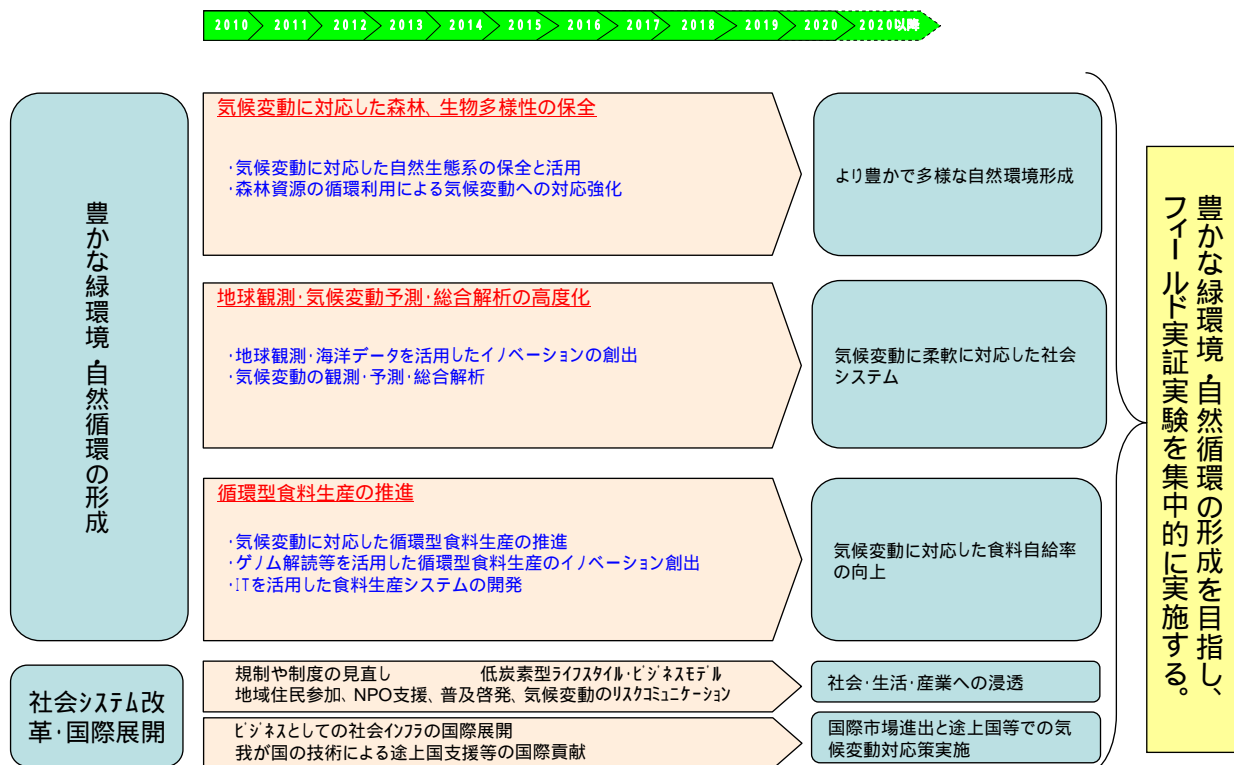 2010 2011 2012 2013 2014 2015 2016 2017 2018 2019 2020 2020以降
豊かな緑環境・自然循環の形成
気候変動に対応した森林、生物多様性の保全
・気候変動に対応した自然生態系の保全と活用
・森林資源の循環利用による気候変動への対応強化
より豊かで多様な自然環境形成
地球観測・気候変動予測・総合解析の高度化
・地球観測・海洋データを活用したイノベーションの創出
・気候変動の観測・予測・総合解析
気候変動に柔軟に対応した社会
システム
循環型食料生産の推進
・気候変動に対応した循環型食料生産の推進
・ゲノム解読等を活用した循環型食料生産のイノベーション創出
・ITを活用した食料生産システムの開発
気候変動に対応した食料自給率
の向上
社会システム改
革・国際展開
規制や制度の見直し 低炭素型ライフスタイル・ビジネスモデル
地域住民参加、NPO支援、普及啓発、気候変動のリスクコミュニケーション
社会・生活・産業への浸透
ビジネスとしての社会インフラの国際展開
我が国の技術による途上国支援等の国際貢献
国際市場進出と途上国等での気
候変動対応策実施
豊かな緑環境・自然循環の形成を目指し、
フィールド実証実験を集中的に実施する。